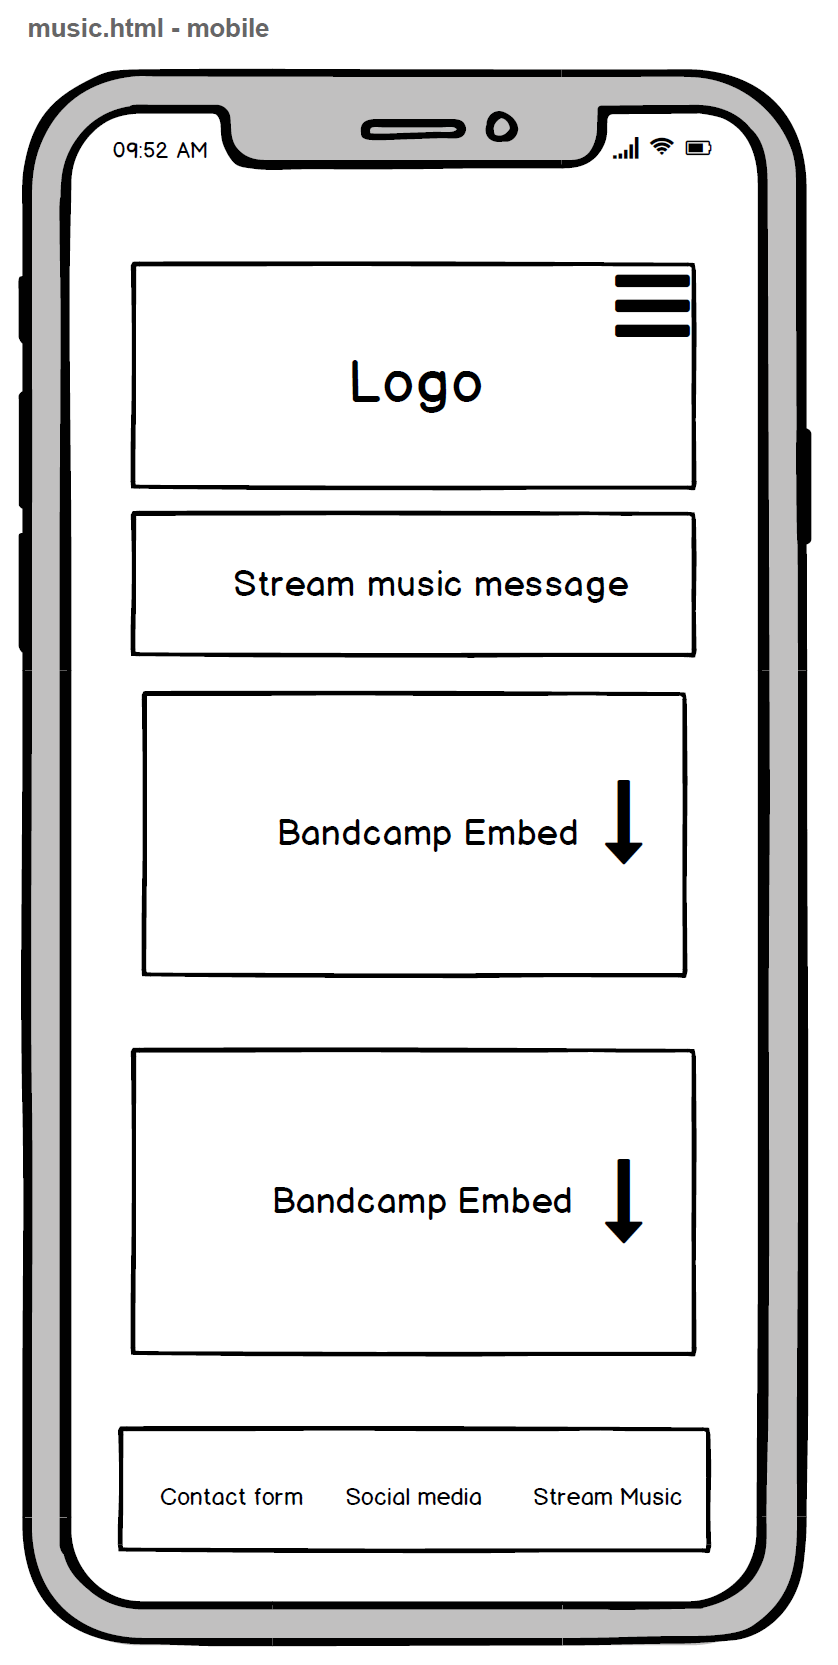 music.html - mobile
09:52 AM
Logo
Stream music message
Bandcamp Embed
Bandcamp Embed
Contact form Social media Stream Music